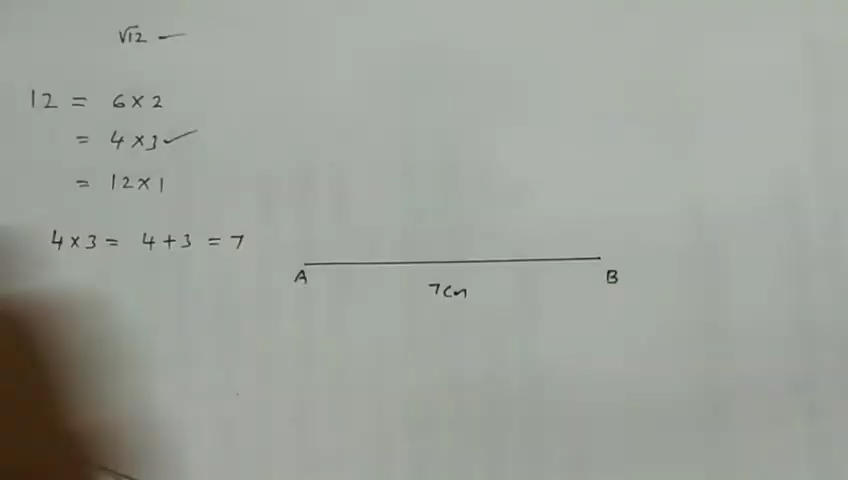 √12 —
12 = 6 × 2
= 4 × 3 ✓
= 12 × 1
4 × 3 = 4 + 3 = 7
A B
7cm